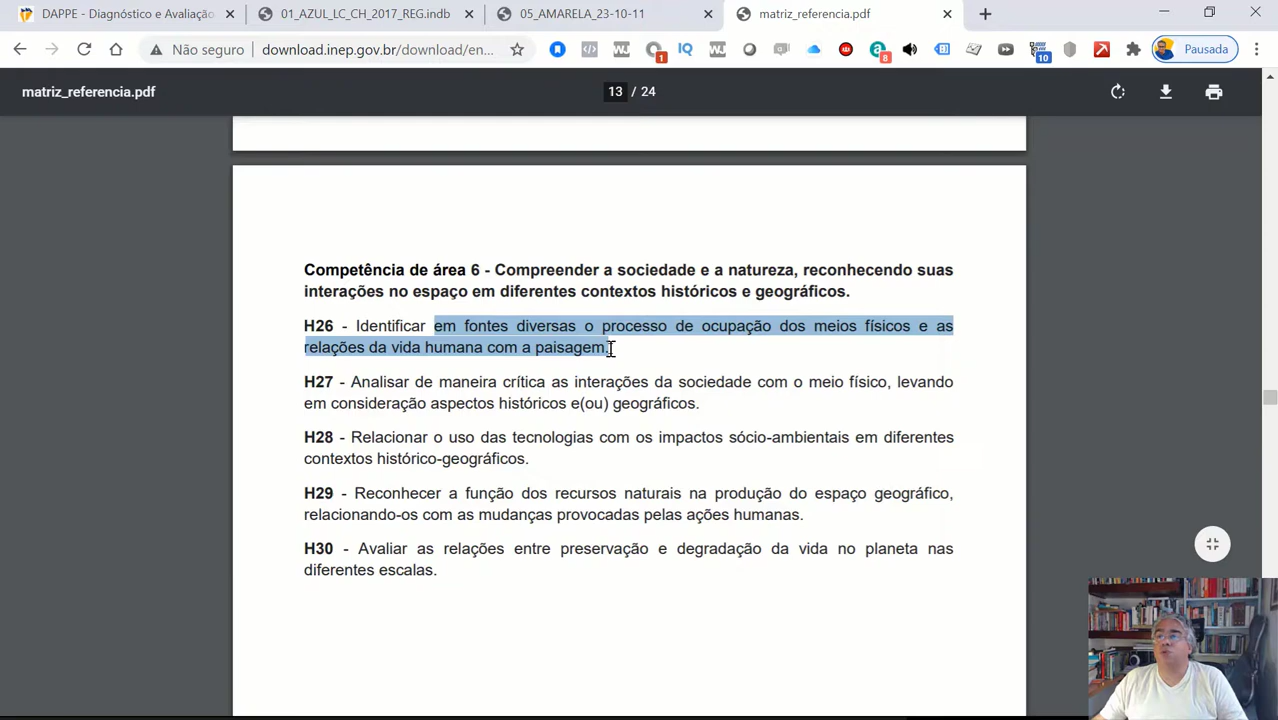 DAPPE - Diagnóstico e Avaliação
01_AZUL_LC_CH_2017_REG.indb
05_AMARELA_23-10-11
matriz_referencia.pdf
Não seguro
download.inep.gov.br/download/en...
1
IQ
8
10
Pausada
matriz_referencia.pdf
13 / 24
Competência de área 6 - Compreender a sociedade e a natureza, reconhecendo suas
interações no espaço em diferentes contextos históricos e geográficos.
H26 - Identificar em fontes diversas o processo de ocupação dos meios físicos e as
relações da vida humana com a paisagem.
H27 - Analisar de maneira crítica as interações da sociedade com o meio físico, levando
em consideração aspectos históricos e(ou) geográficos.
H28 - Relacionar o uso das tecnologias com os impactos sócio-ambientais em diferentes
contextos histórico-geográficos.
H29 - Reconhecer a função dos recursos naturais na produção do espaço geográfico,
relacionando-os com as mudanças provocadas pelas ações humanas.
H30 - Avaliar as relações entre preservação e degradação da vida no planeta nas
diferentes escalas.